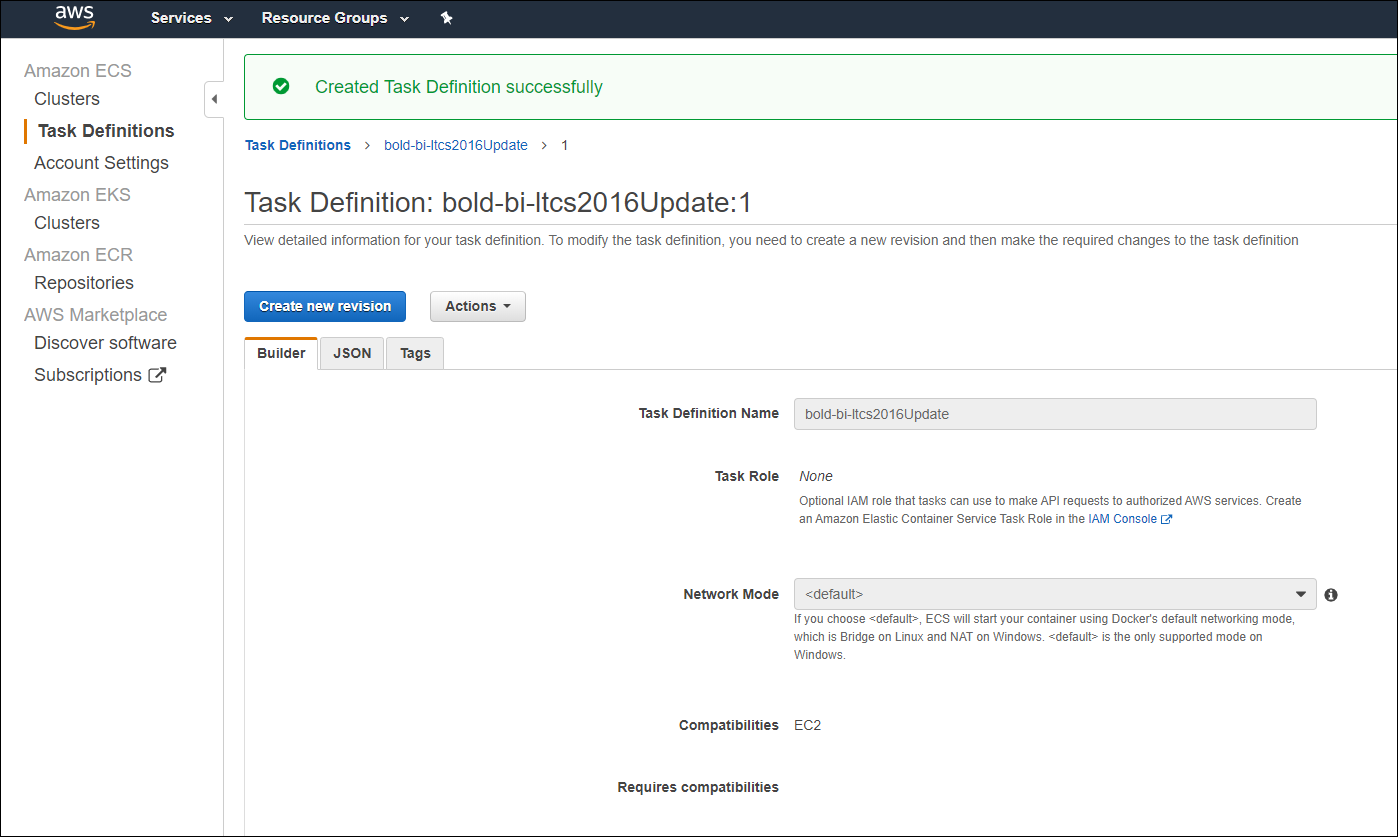 aws Services Resource Groups
Amazon ECS
Clusters
Task Definitions
Account Settings
Amazon EKS
Clusters
Amazon ECR
Repositories
AWS Marketplace
Discover software
Subscriptions
Created Task Definition successfully
Task Definitions > bold-bi-ltcs2016Update > 1
Task Definition: bold-bi-ltcs2016Update:1
View detailed information for your task definition. To modify the task definition, you need to create a new revision and then make the required changes to the task definition
Create new revision Actions
Builder JSON Tags
Task Definition Name bold-bi-ltcs2016Update
Task Role None
Optional IAM role that tasks can use to make API requests to authorized AWS services. Create
an Amazon Elastic Container Service Task Role in the IAM Console
Network Mode <default>
If you choose <default>, ECS will start your container using Docker's default networking mode,
which is Bridge on Linux and NAT on Windows. <default> is the only supported mode on
Windows.
Compatibilities EC2
Requires compatibilities